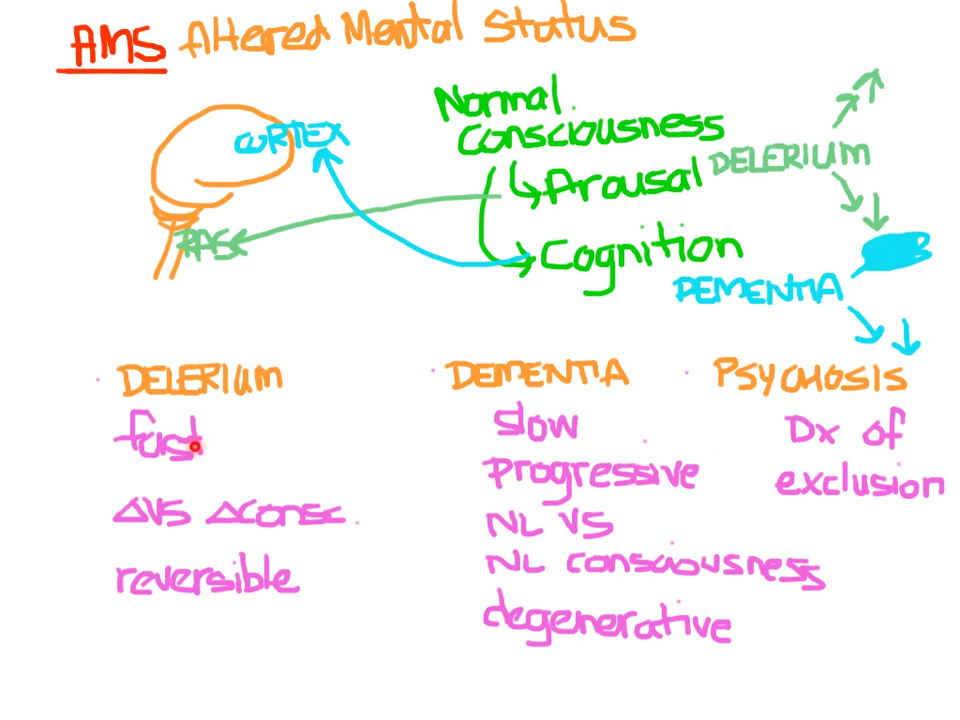 AMS Altered Mental Status
CORTEX
RAS
Normal
Consciousness
Arousal
Cognition
DELERIUM
DEMENTIA
DELERIUM
fast
ΔVS ΔConsc.
reversible
DEMENTIA
slow
Progressive
NL VS
NL consciousness
degenerative
PSYCHOSIS
Dx of
exclusion